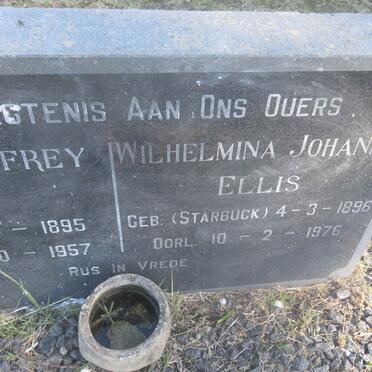 GTENIS AAN ONS OUERS
FREY WILHELMINA JOHAN
ELLIS
- 1895 GEB. (STARBUCK) 4-3-1896
- 1957 OORL. 10 - 2 - 1976
RUS IN VREDE